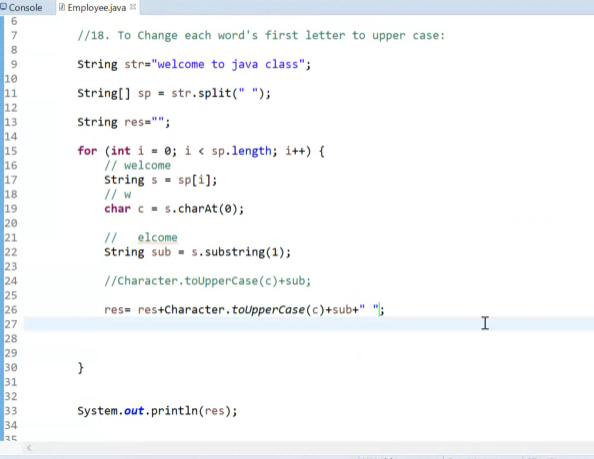 Console Employee.java
6
7 //18. To Change each word's first letter to upper case:
8
9 String str="welcome to java class";
10
11 String[] sp = str.split(" ");
12
13 String res="";
14
15 for (int i = 0; i < sp.length; i++) {
16 // welcome
17 String s = sp[i];
18 // w
19 char c = s.charAt(0);
20
21 // elcome
22 String sub = s.substring(1);
23
24 //Character.toUpperCase(c)+sub;
25
26 res= res+Character.toUpperCase(c)+sub+" ";
27
28
29
30 }
31
32
33 System.out.println(res);
34
35